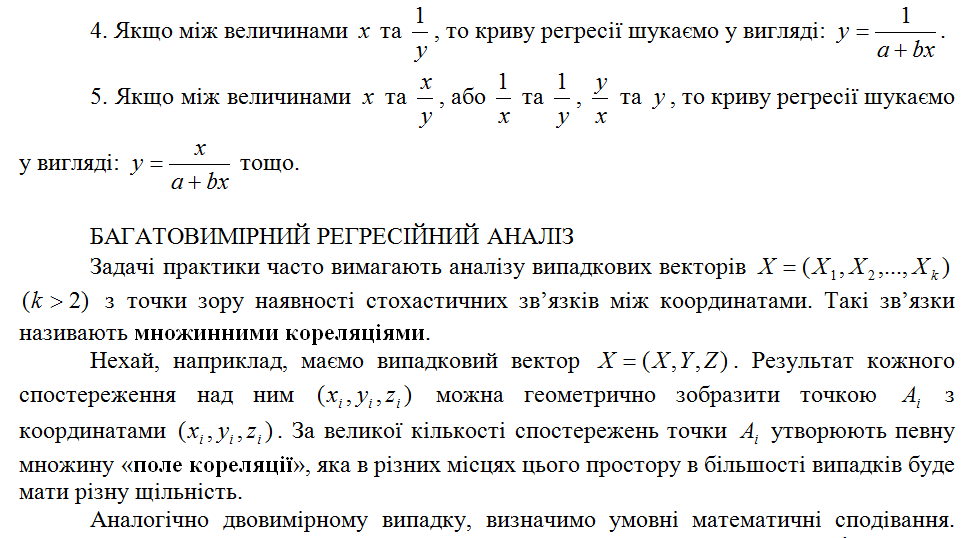 4. Якщо між величинами x та 1/y, то криву регресії шукаємо у вигляді: y = 1/(a + bx).
5. Якщо між величинами x та x/y, або 1/x та 1/y, y/x та y, то криву регресії шукаємо
у вигляді: y = x/(a + bx) тощо.
БАГАТОВИМІРНИЙ РЕГРЕСІЙНИЙ АНАЛІЗ
Задачі практики часто вимагають аналізу випадкових векторів X = (X₁, X₂,..., Xₖ)
(k > 2) з точки зору наявності стохастичних зв’язків між координатами. Такі зв’язки
називають множинними кореляціями.
Нехай, наприклад, маємо випадковий вектор X = (X, Y, Z). Результат кожного
спостереження над ним (xᵢ, yᵢ, zᵢ) можна геометрично зобразити точкою Aᵢ з
координатами (xᵢ, yᵢ, zᵢ). За великої кількості спостережень точки Aᵢ утворюють певну
множину «поле кореляції», яка в різних місцях цього простору в більшості випадків буде
мати різну щільність.
Аналогічно двовимірному випадку, визначимо умовні математичні сподівання.